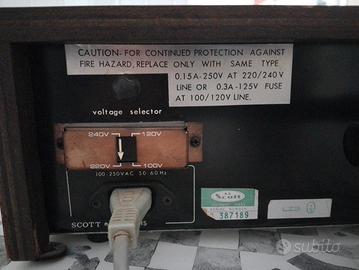 CAUTION-FOR CONTINUED PROTECTION AGAINST
FIRE HAZARD, REPLACE ONLY WITH SAME TYPE
0.15A-250V AT 220/240V
LINE OR 0.3A-125V FUSE
AT 100/120V LINE.
voltage selector
240V 120V
220V 100V
100-250VAC 50-60Hz
Scott
387189
SCOTT
subito